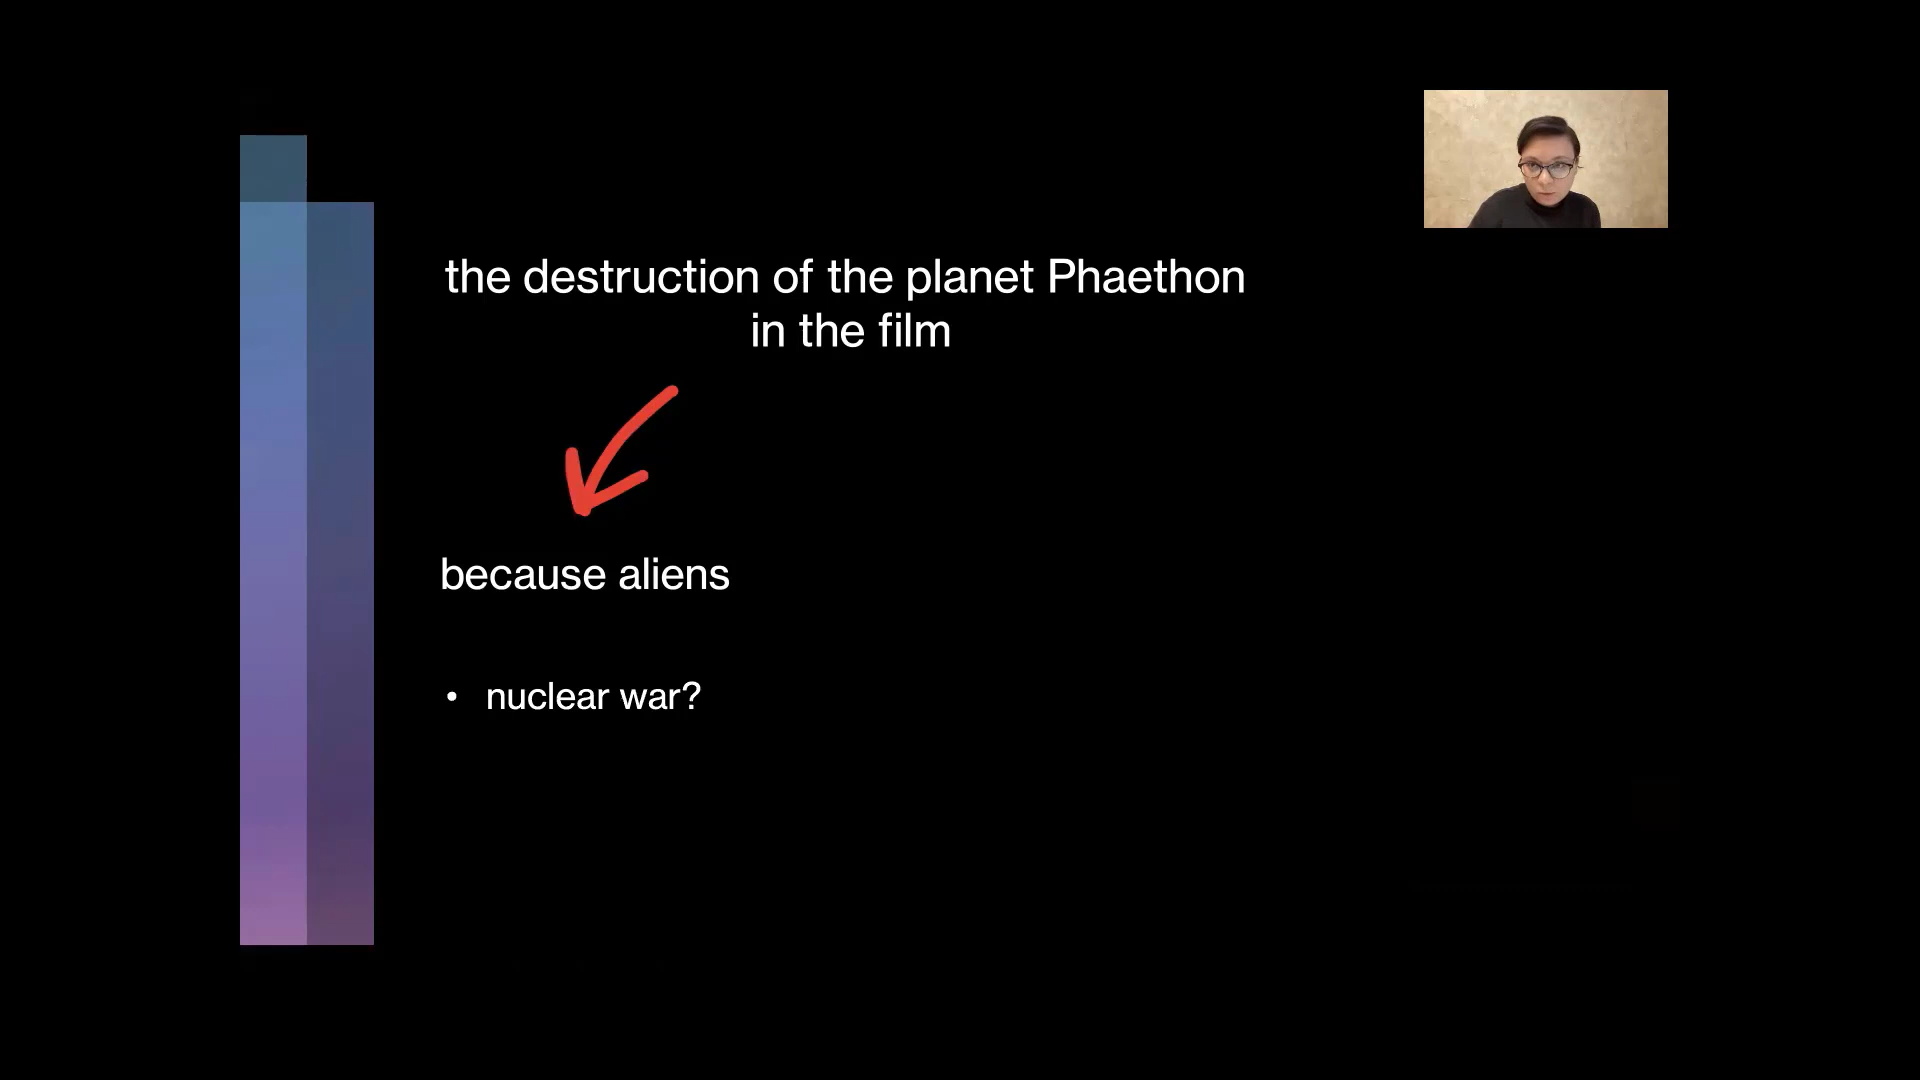 the destruction of the planet Phaethon
in the film
because aliens
• nuclear war?